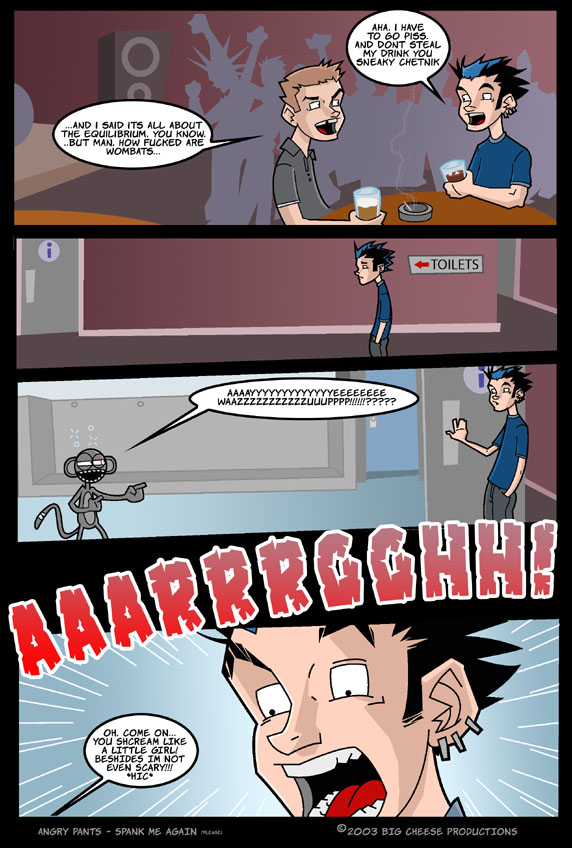 AHA. I HAVE
TO GO PISS.
AND DONT STEAL
MY DRINK YOU
SNEAKY CHETNIK
...AND I SAID ITS ALL ABOUT
THE EQUILIBRIUM. YOU KNOW.
..BUT MAN. HOW FUCKED ARE
WOMBATS...
i
TOILETS
i
AAAAYYYYYYYYYYYYYEEEEEEEE
WAAZZZZZZZZZZZUUUPPPP!!!!!!?????
AAARRRGGHH!
OH. COME ON...
YOU SHCREAM LIKE
A LITTLE GIRL!
BESHIDES IM NOT
EVEN SCARY!!!
*HIC*
ANGRY PANTS - SPANK ME AGAIN (PLEASE)
©2003 BIG CHEESE PRODUCTIONS